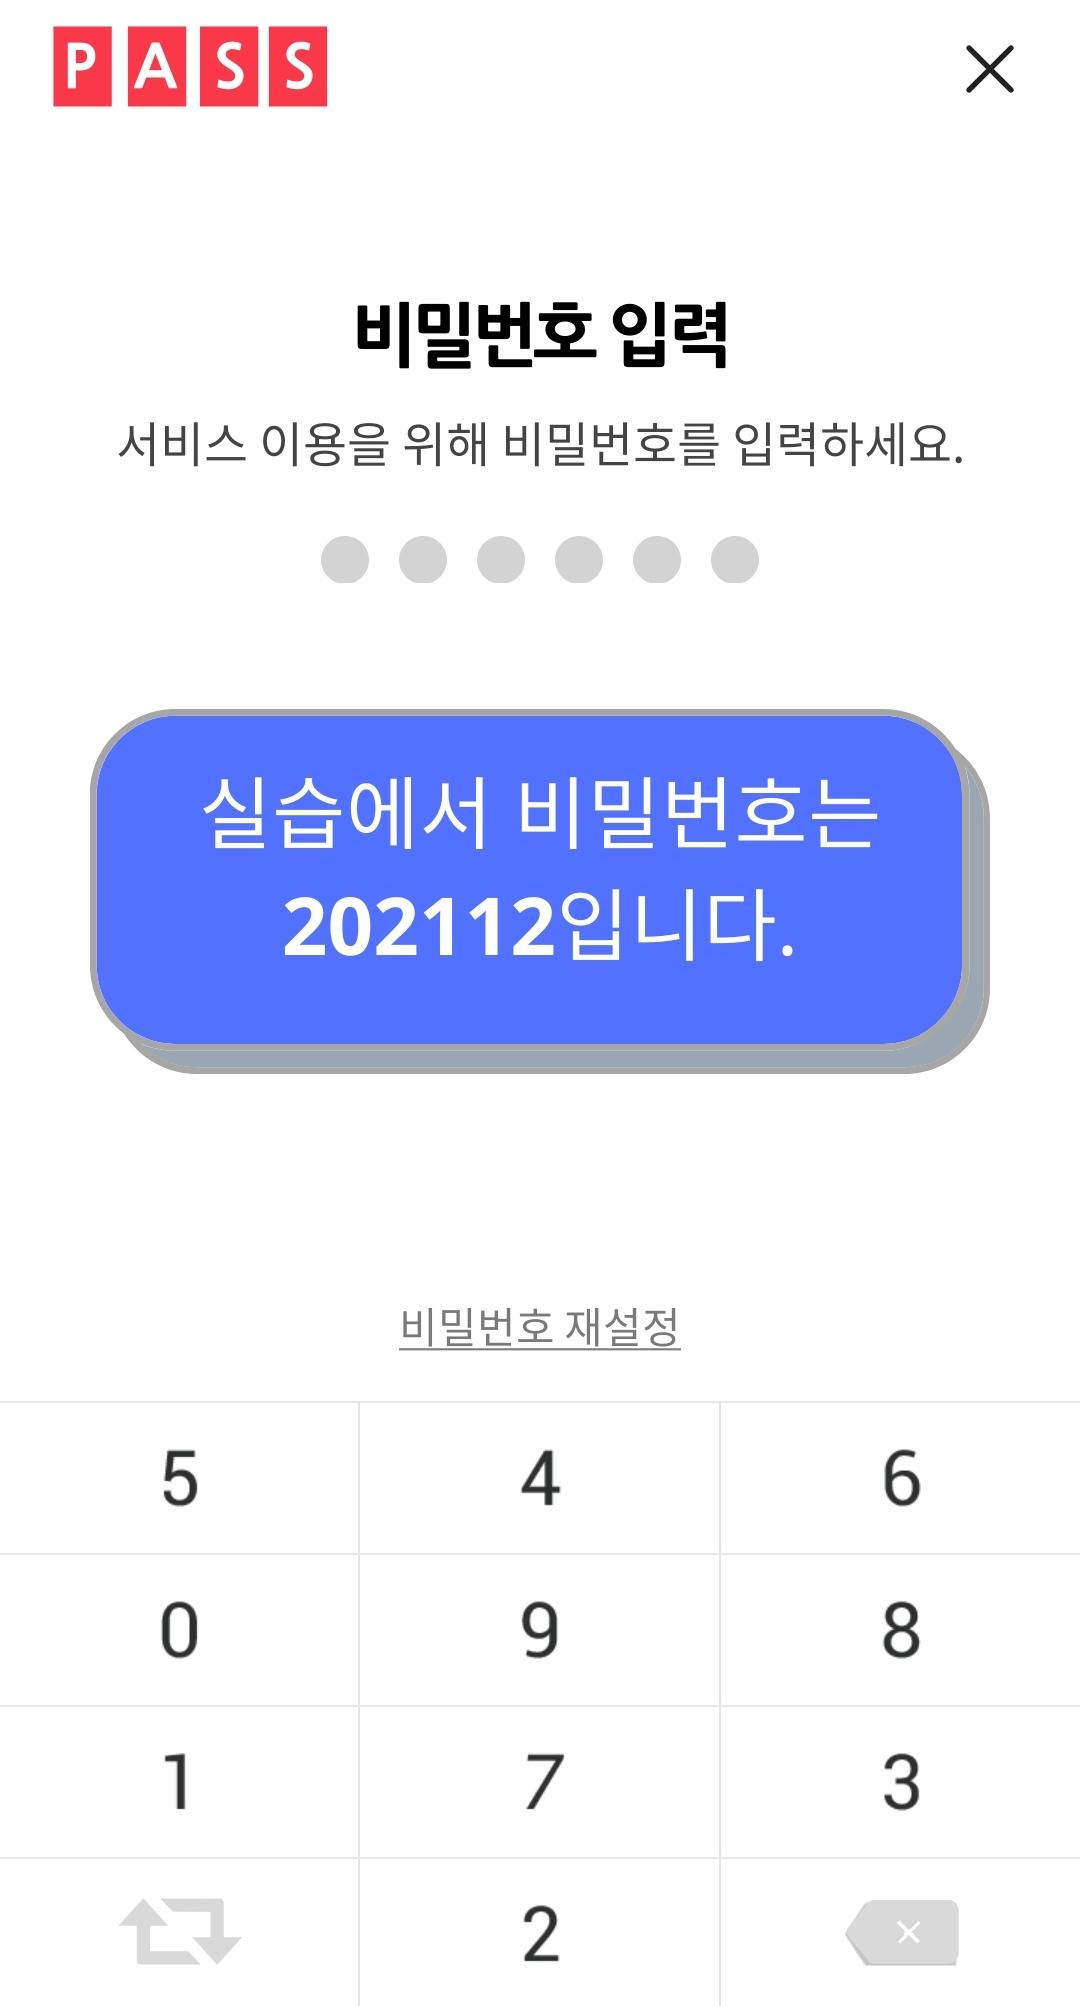 PASS
비밀번호 입력
서비스 이용을 위해 비밀번호를 입력하세요.
실습에서 비밀번호는
202112입니다.
비밀번호 재설정
5 4 6
0 9 8
1 7 3
2